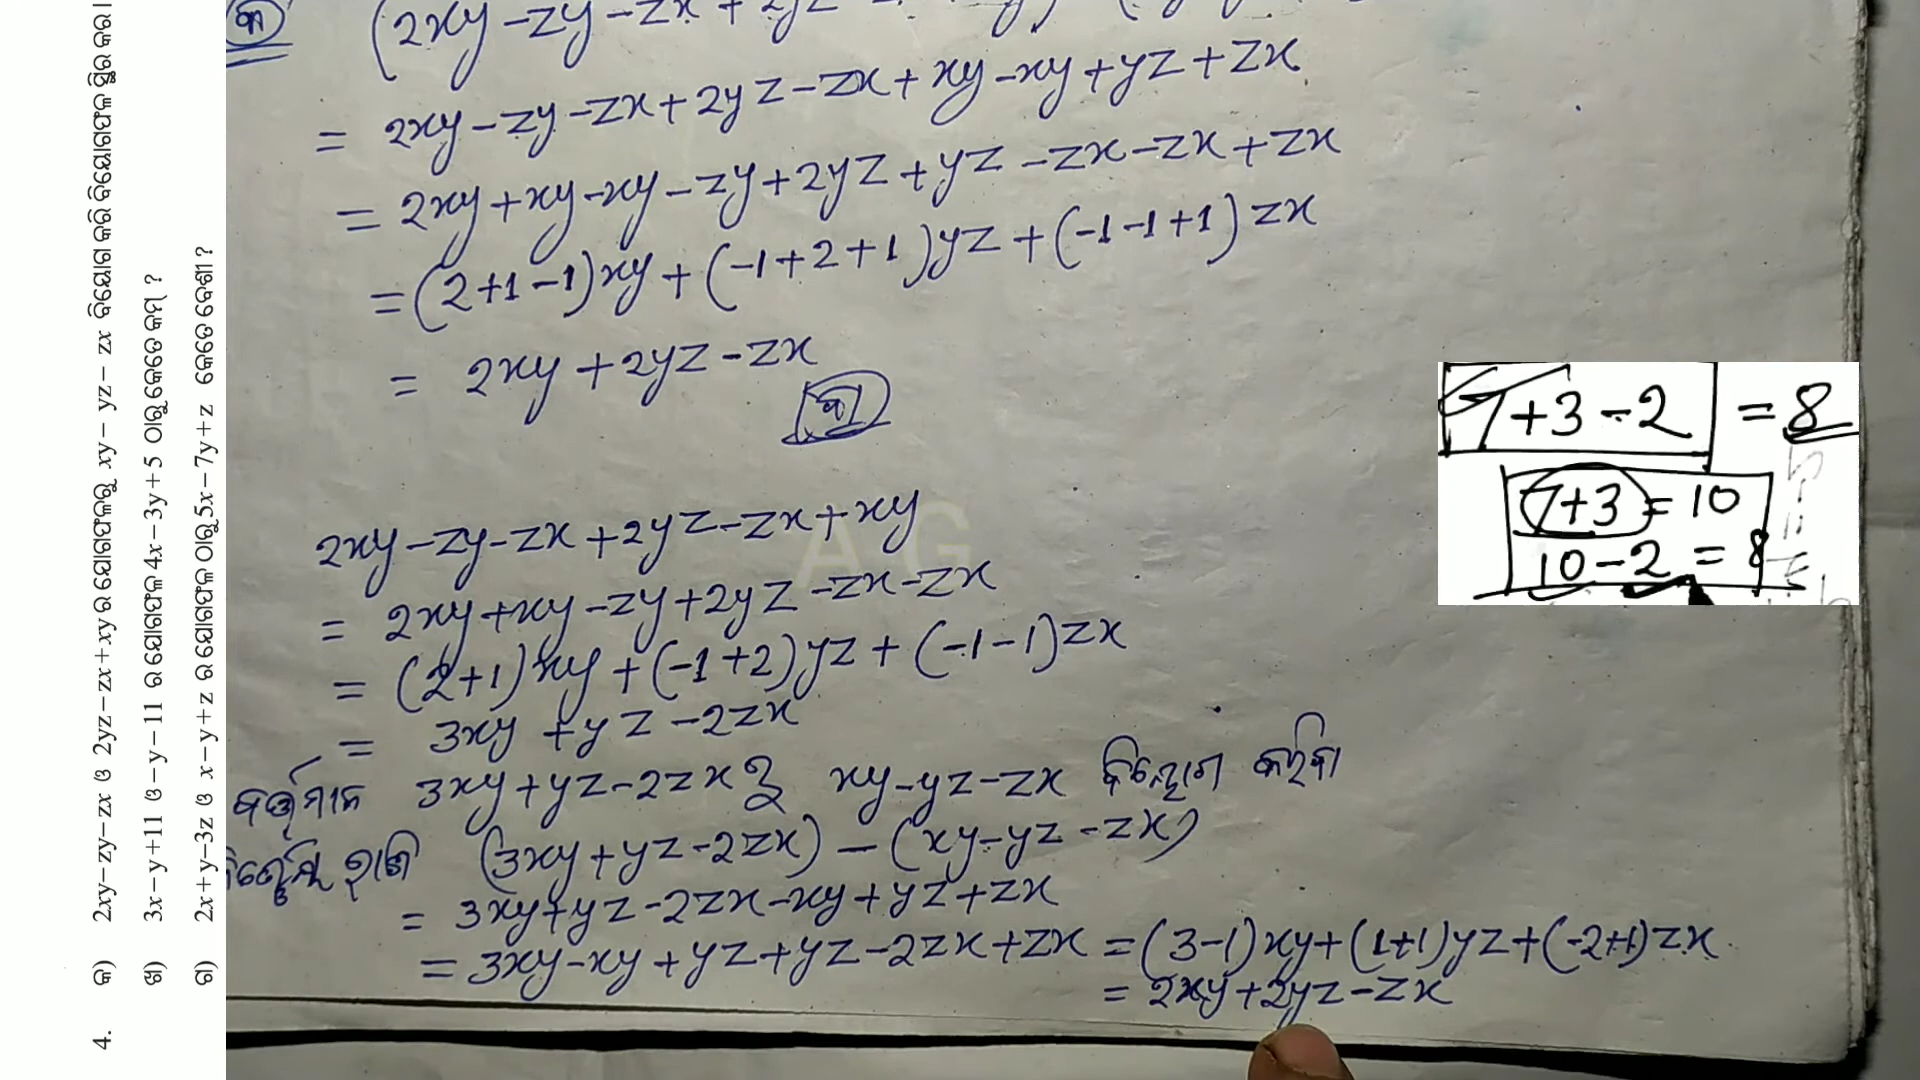 4. କ) 2xy – zy – zx ଓ 2yz – zx + xy ର ଯୋଗଫଳରୁ xy – yz – zx ବିୟୋଗ କରି ବିୟୋଗଫଳ ସ୍ଥିର କର ।
ଖ) 3x – y + 11 ଓ – y – 11 ର ଯୋଗଫଳ 4x – 3y + 5 ଠାରୁ କେତେ କମ୍ ?
ଗ) 2x + y – 3z ଓ x – y + z ର ଯୋଗଫଳ ଠାରୁ 5x – 7y + z କେତେ ବେଶୀ ?
(2xy – zy – zx + 2yz
= 2xy – zy – zx + 2yz – zx + xy – xy + yz + zx
= 2xy + xy – xy – zy + 2yz + yz – zx – zx + zx
= (2+1–1)xy + (–1+2+1)yz + (–1–1+1)zx
= 2xy + 2yz – zx
7 + 3 – 2 = 8
7 + 3 = 10
10 – 2 = 8
AG
2xy – zy – zx + 2yz – zx + xy
= 2xy + xy – zy + 2yz – zx – zx
= (2+1)xy + (–1+2)yz + (–1–1)zx
= 3xy + yz – 2zx
ବର୍ତ୍ତମାନ 3xy + yz – 2zx ରୁ xy – yz – zx ବିୟୋଗ କରିବା
ନିର୍ଣ୍ଣେୟ ରାଶି (3xy + yz – 2zx) – (xy – yz – zx)
= 3xy + yz – 2zx – xy + yz + zx
= 3xy – xy + yz + yz – 2zx + zx = (3–1)xy + (1+1)yz + (–2+1)zx
= 2xy + 2yz – zx